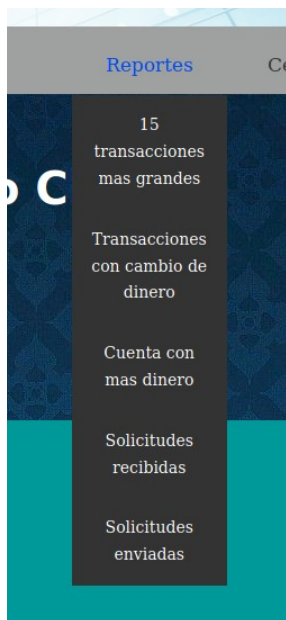 Reportes
15
transacciones
mas grandes
Transacciones
con cambio de
dinero
Cuenta con
mas dinero
Solicitudes
recibidas
Solicitudes
enviadas